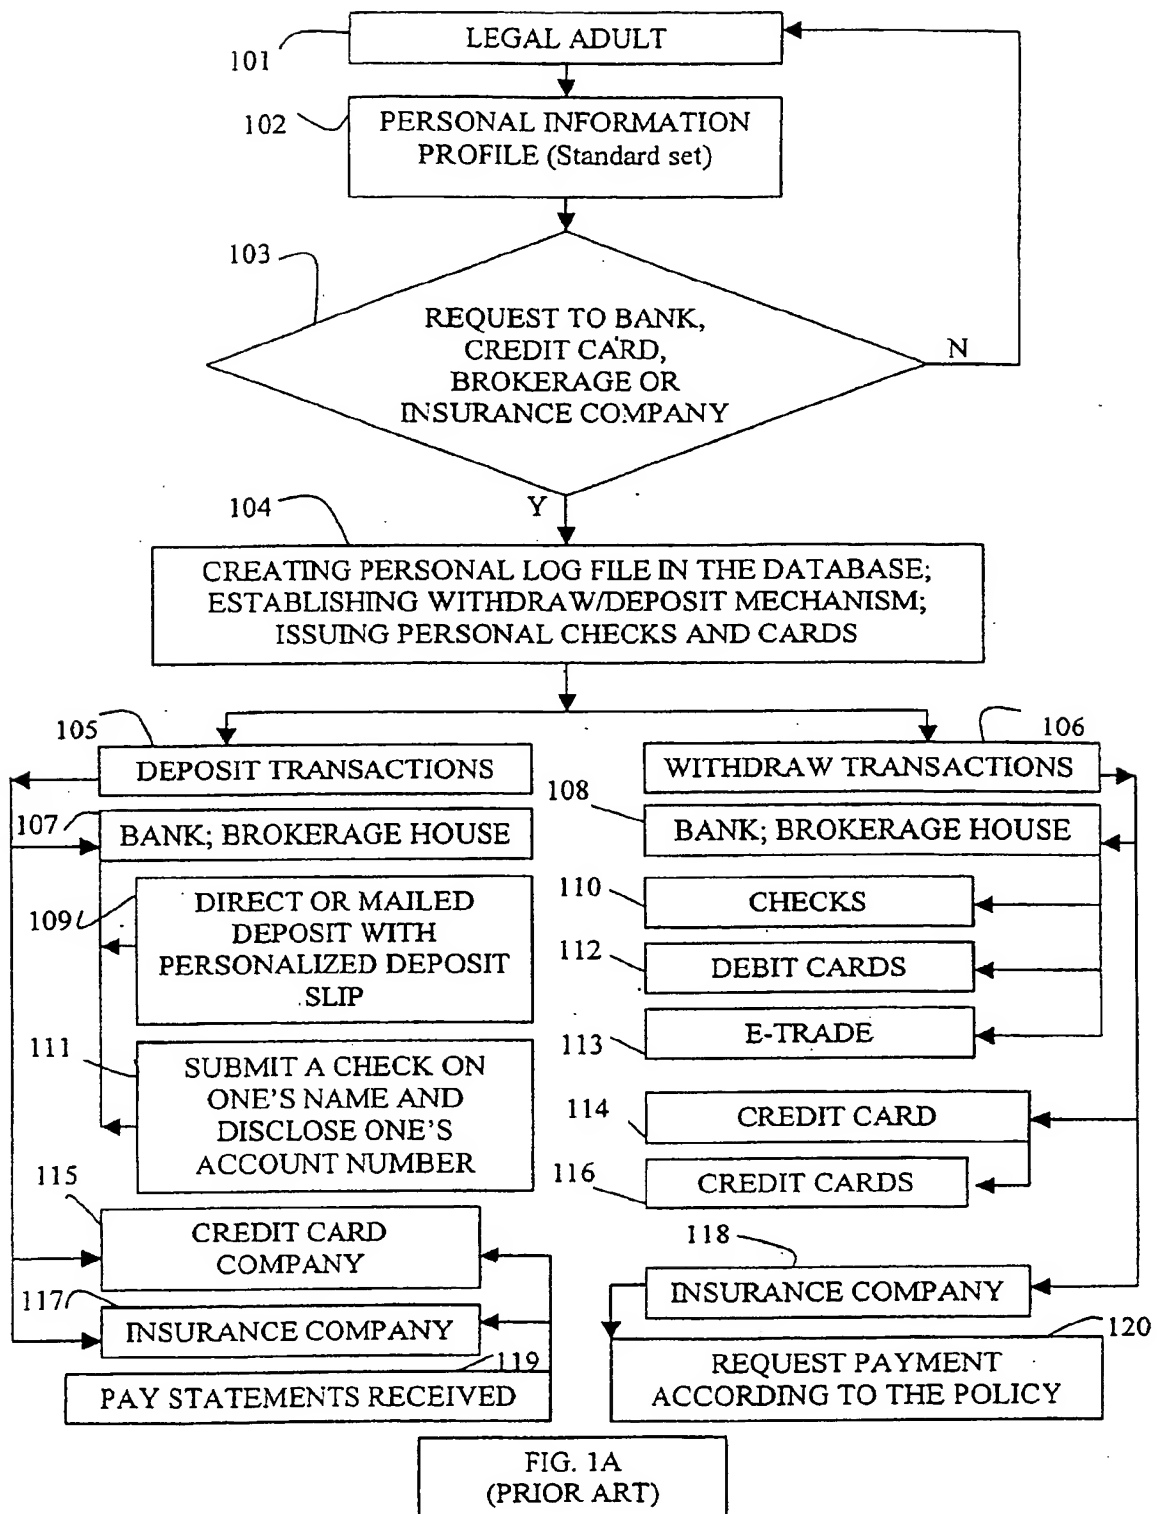 LEGAL ADULT
101
102
PERSONAL INFORMATION
PROFILE (Standard set)
103
REQUEST TO BANK,
CREDIT CARD,
BROKERAGE OR
INSURANCE COMPANY
N
Y
104
CREATING PERSONAL LOG FILE IN THE DATABASE;
ESTABLISHING WITHDRAW/DEPOSIT MECHANISM;
ISSUING PERSONAL CHECKS AND CARDS
105
DEPOSIT TRANSACTIONS
107
BANK; BROKERAGE HOUSE
109
DIRECT OR MAILED
DEPOSIT WITH
PERSONALIZED DEPOSIT
SLIP
111
SUBMIT A CHECK ON
ONE'S NAME AND
DISCLOSE ONE'S
ACCOUNT NUMBER
115
CREDIT CARD
COMPANY
117
INSURANCE COMPANY
119
PAY STATEMENTS RECEIVED
106
WITHDRAW TRANSACTIONS
108
BANK; BROKERAGE HOUSE
110
CHECKS
112
DEBIT CARDS
113
E-TRADE
114
CREDIT CARD
116
CREDIT CARDS
118
INSURANCE COMPANY
120
REQUEST PAYMENT
ACCORDING TO THE POLICY
FIG. 1A
(PRIOR ART)